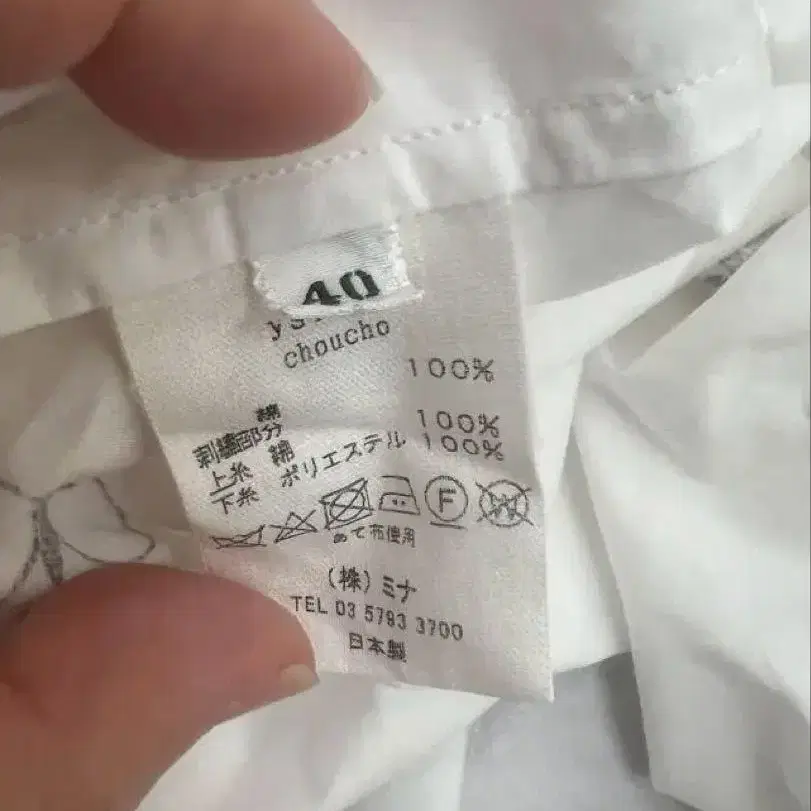 40
choucho
100%
綿 100%
刺繍部分
上糸 綿 100%
下糸 ポリエステル 100%
F
W
あて布使用
(株)ミナ
TEL 03 5793 3700
日本製